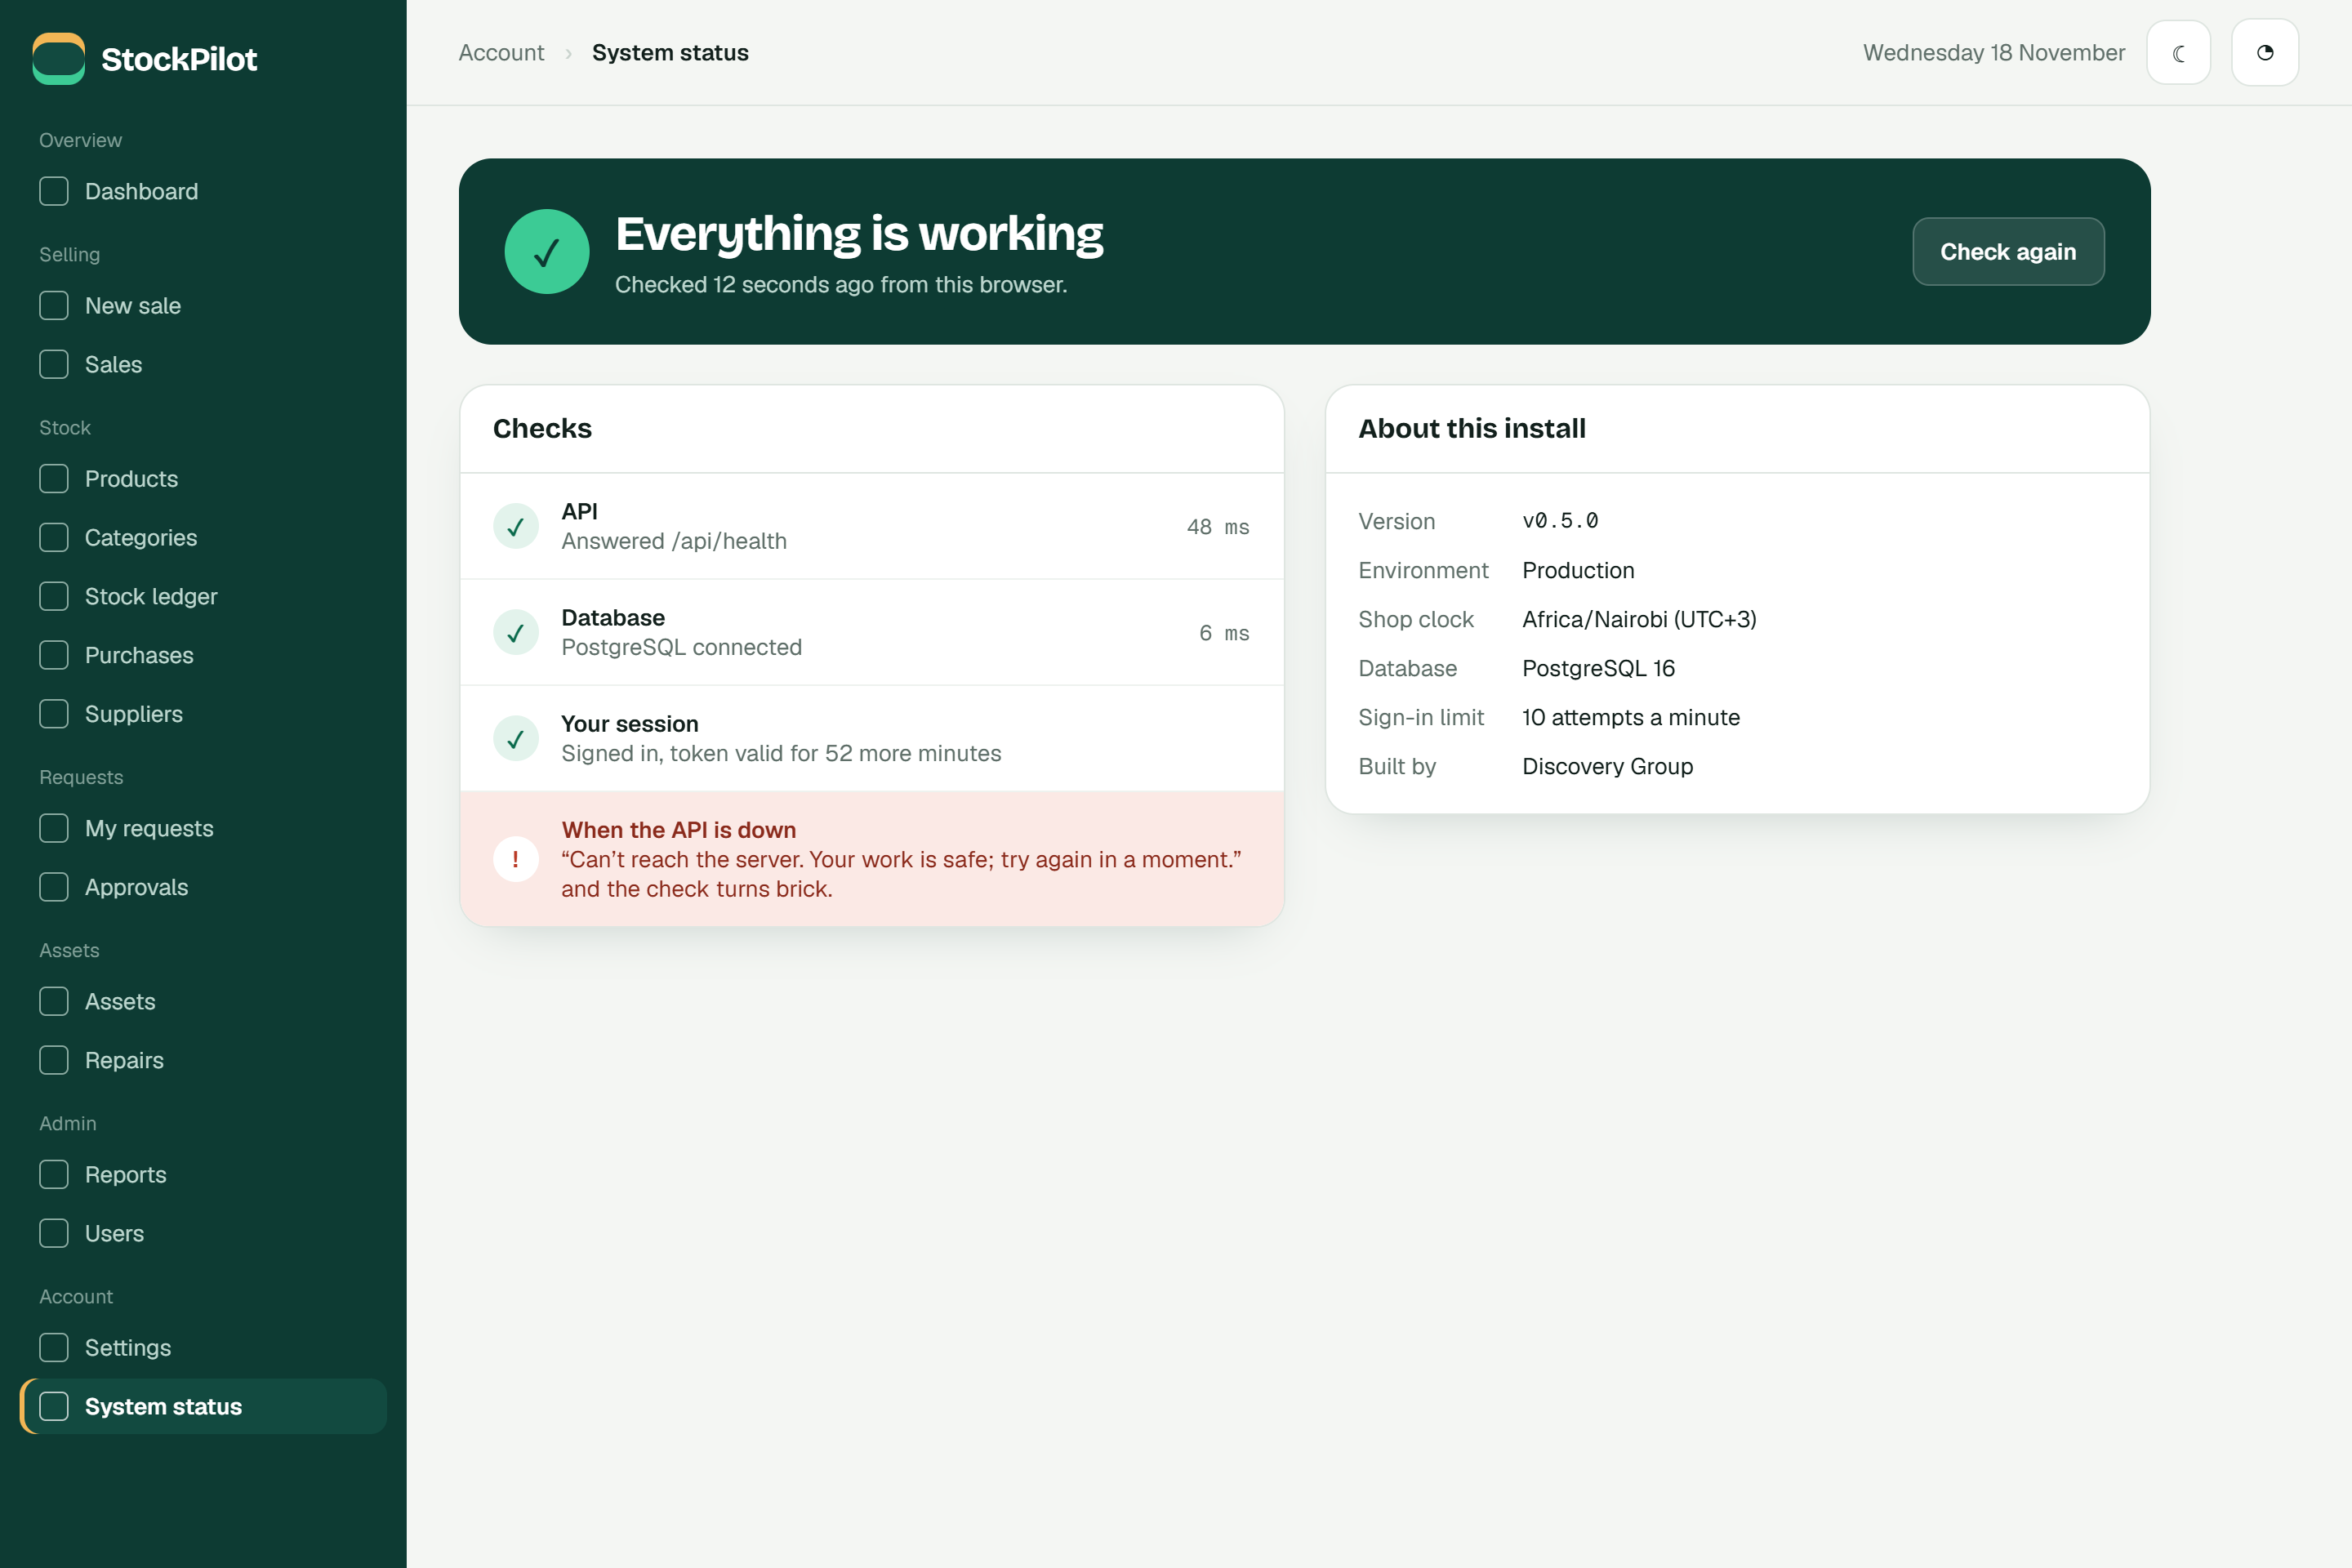 StockPilot
Overview
Dashboard
Selling
New sale
Sales
Stock
Products
Categories
Stock ledger
Purchases
Suppliers
Requests
My requests
Approvals
Assets
Assets
Repairs
Admin
Reports
Users
Account
Settings
System status
Account › System status
Wednesday 18 November
Everything is working
Checked 12 seconds ago from this browser.
Check again
Checks
API
Answered /api/health
48 ms
Database
PostgreSQL connected
6 ms
Your session
Signed in, token valid for 52 more minutes
When the API is down
“Can’t reach the server. Your work is safe; try again in a moment.”
and the check turns brick.
About this install
Version v0.5.0
Environment Production
Shop clock Africa/Nairobi (UTC+3)
Database PostgreSQL 16
Sign-in limit 10 attempts a minute
Built by Discovery Group